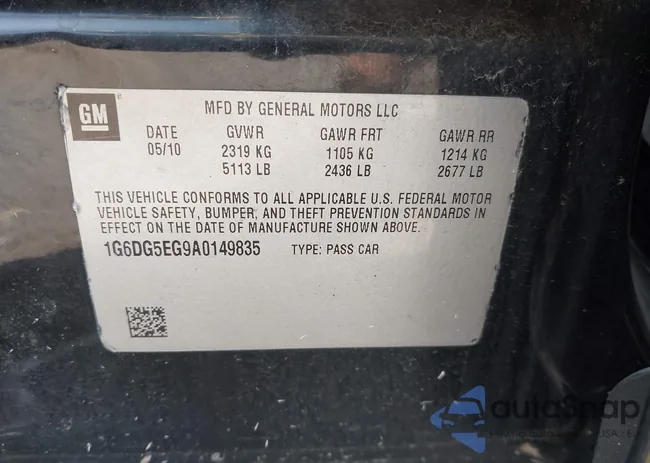 GM
MFD BY GENERAL MOTORS LLC
DATE GVWR GAWR FRT GAWR RR
05/10 2319 KG 1105 KG 1214 KG
5113 LB 2436 LB 2677 LB
THIS VEHICLE CONFORMS TO ALL APPLICABLE U.S. FEDERAL MOTOR
VEHICLE SAFETY, BUMPER, AND THEFT PREVENTION STANDARDS IN
EFFECT ON THE DATE OF MANUFACTURE SHOWN ABOVE.
1G6DG5EG9A0149835 TYPE: PASS CAR
autoSnap